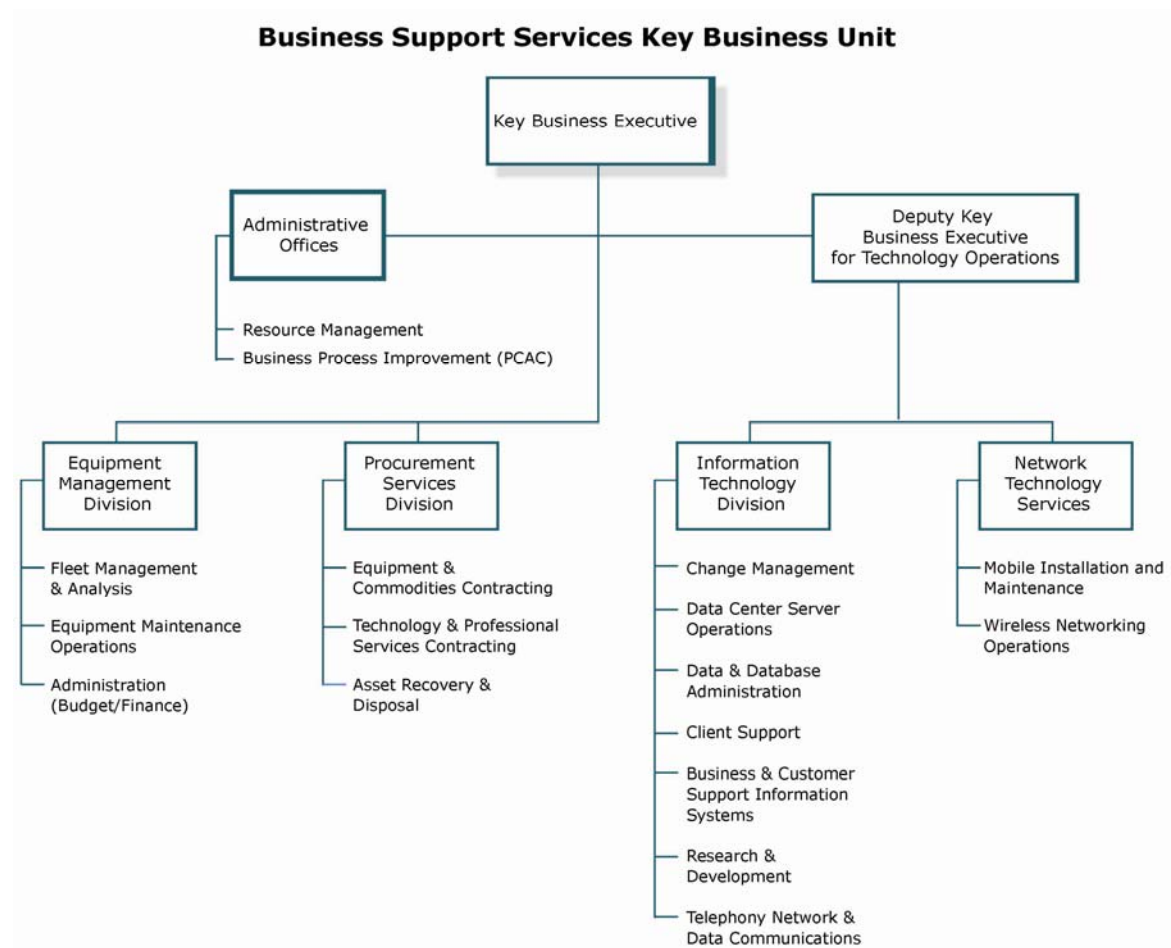 Business Support Services Key Business Unit
Key Business Executive
Administrative
Offices
Deputy Key
Business Executive
for Technology Operations
Resource Management
Business Process Improvement (PCAC)
Equipment
Management
Division
Fleet Management
& Analysis
Equipment Maintenance
Operations
Administration
(Budget/Finance)
Procurement
Services
Division
Equipment &
Commodities Contracting
Technology & Professional
Services Contracting
Asset Recovery &
Disposal
Information
Technology
Division
Change Management
Data Center Server
Operations
Data & Database
Administration
Client Support
Business & Customer
Support Information
Systems
Research &
Development
Telephony Network &
Data Communications
Network
Technology
Services
Mobile Installation and
Maintenance
Wireless Networking
Operations